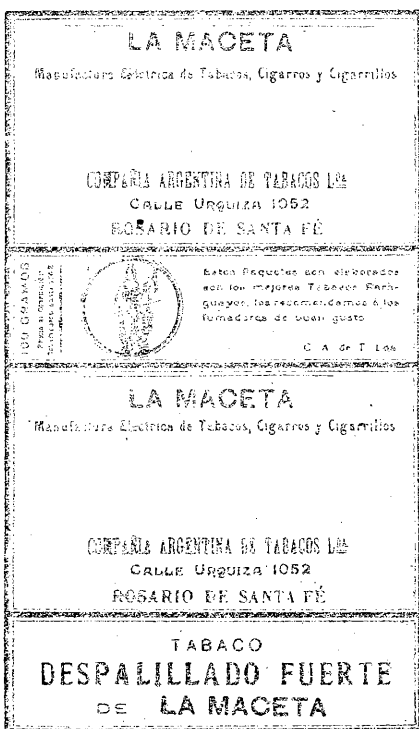 LA MACETA
Manufactura Eléctrica de Tabacos, Cigarros y Cigarrillos
COMPAÑIA ARGENTINA DE TABACOS Lda
CALLE URQUIZA 1052
ROSARIO DE SANTA FÉ
100 GRAMOS
Estos Paquetes son elaborados
con los mejores Tabacos Para-
guayos, los recomendamos á los
fumadores de buen gusto
C. A. de T. Lda
LA MACETA
Manufactura Eléctrica de Tabacos, Cigarros y Cigarrillos
COMPAÑIA ARGENTINA DE TABACOS Lda
CALLE URQUIZA 1052
ROSARIO DE SANTA FÉ
TABACO
DESPALILLADO FUERTE
DE LA MACETA